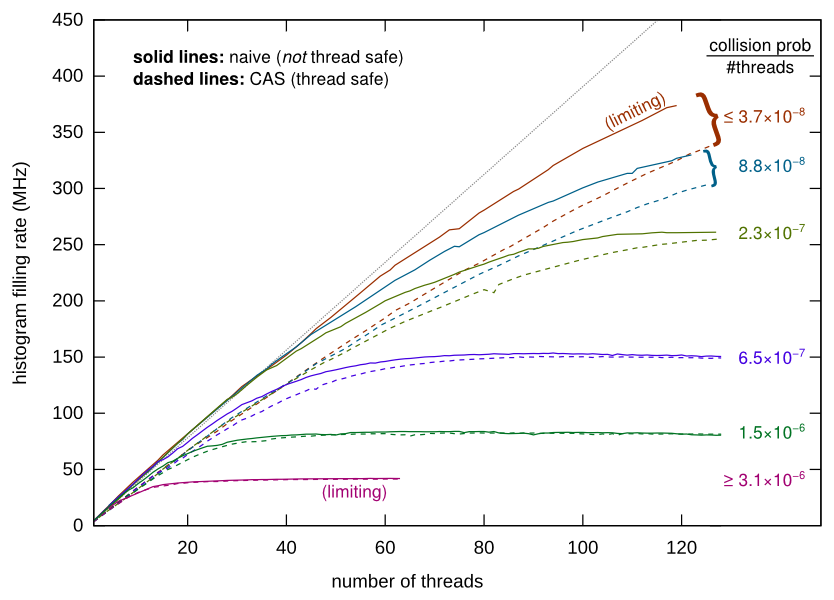 450
400
350
300
250
200
150
100
50
0
histogram filling rate (MHz)
solid lines: naive (not thread safe)
dashed lines: CAS (thread safe)
collision prob
#threads
(limiting)
≤ 3.7×10⁻⁸
8.8×10⁻⁸
2.3×10⁻⁷
6.5×10⁻⁷
1.5×10⁻⁶
≥ 3.1×10⁻⁶
(limiting)
20 40 60 80 100 120
number of threads